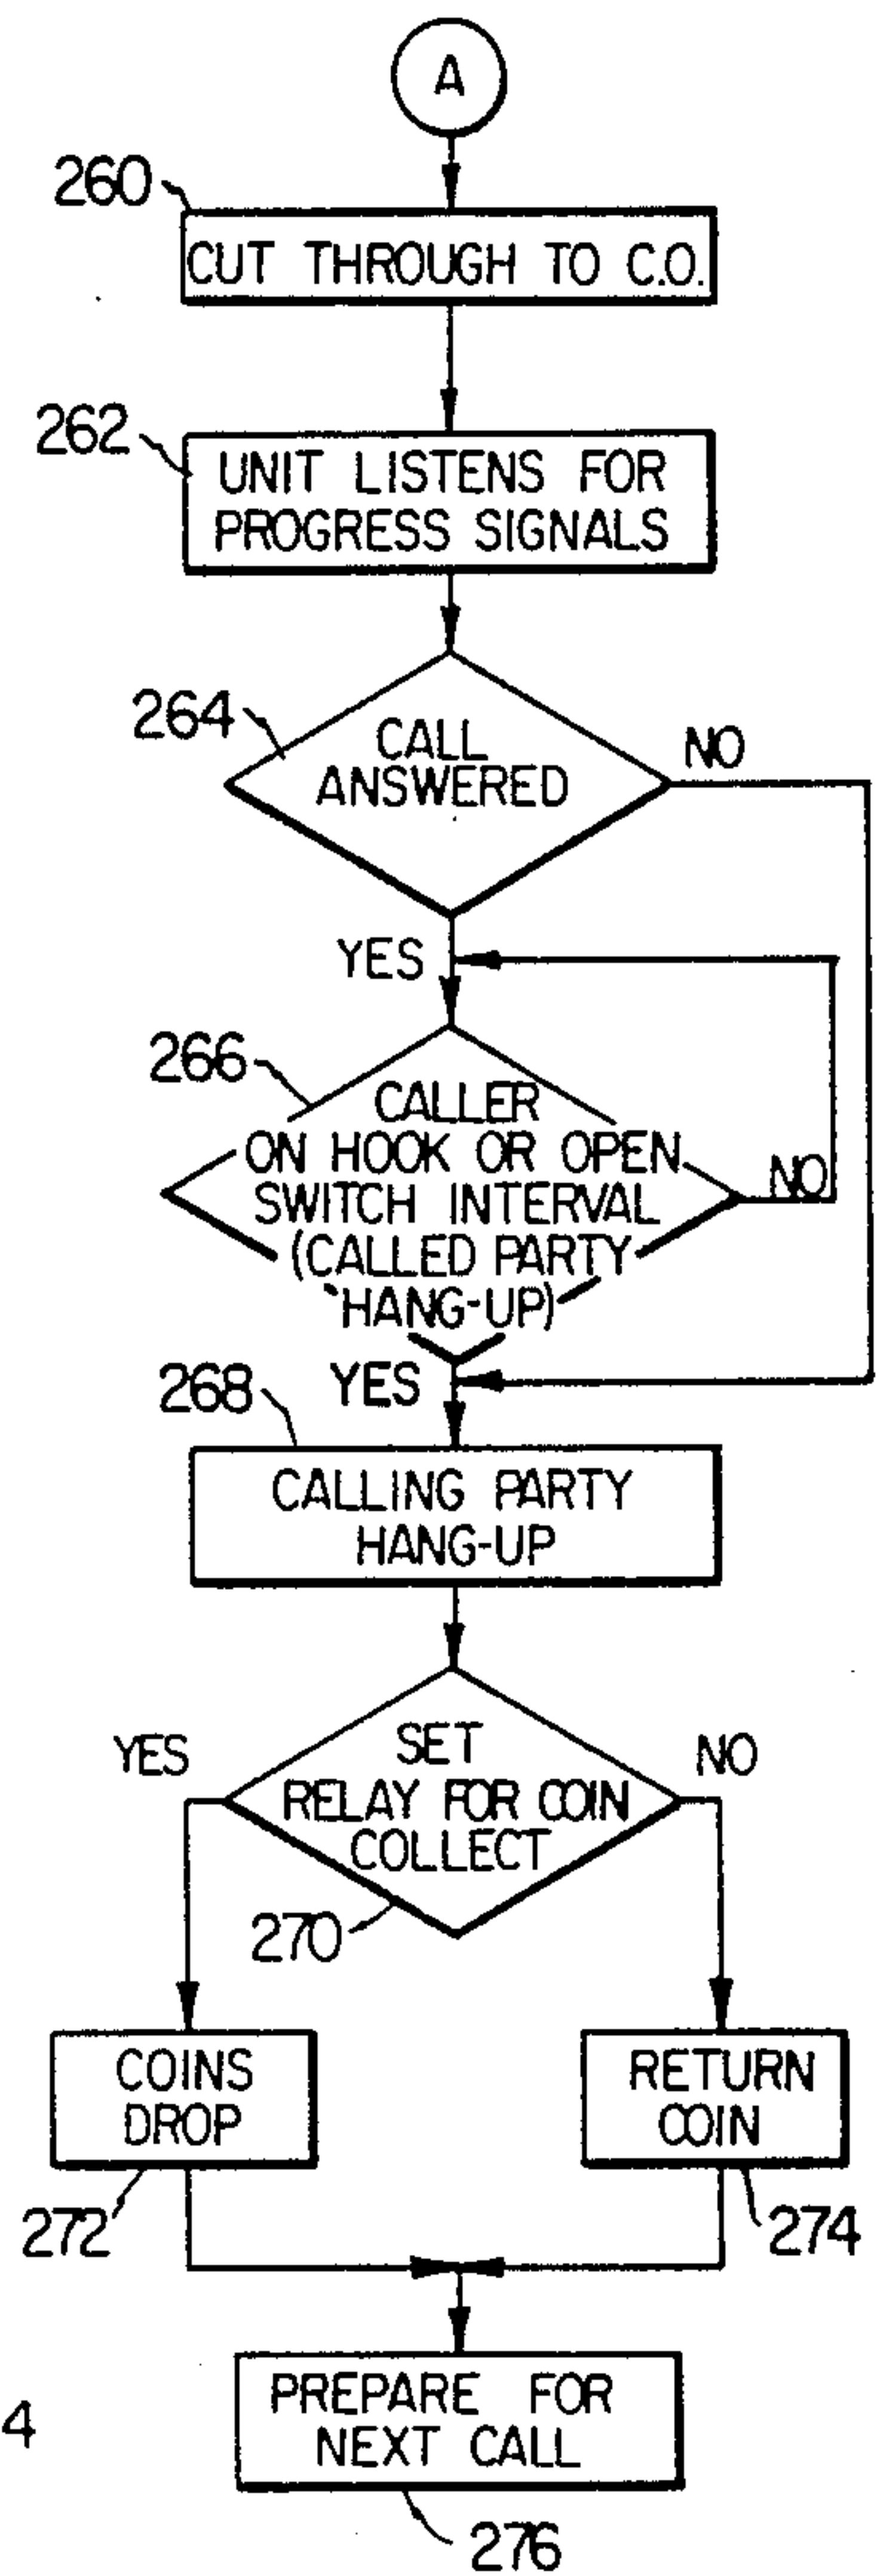 A
260
CUT THROUGH TO C.O.
262
UNIT LISTENS FOR
PROGRESS SIGNALS
264
CALL
ANSWERED
NO
YES
266
CALLER
ON HOOK OR OPEN
SWITCH INTERVAL
(CALLED PARTY
HANG-UP)
NO
YES
268
CALLING PARTY
HANG-UP
YES
SET
RELAY FOR COIN
COLLECT
NO
270
COINS
DROP
RETURN
COIN
272
274
PREPARE FOR
NEXT CALL
4
276